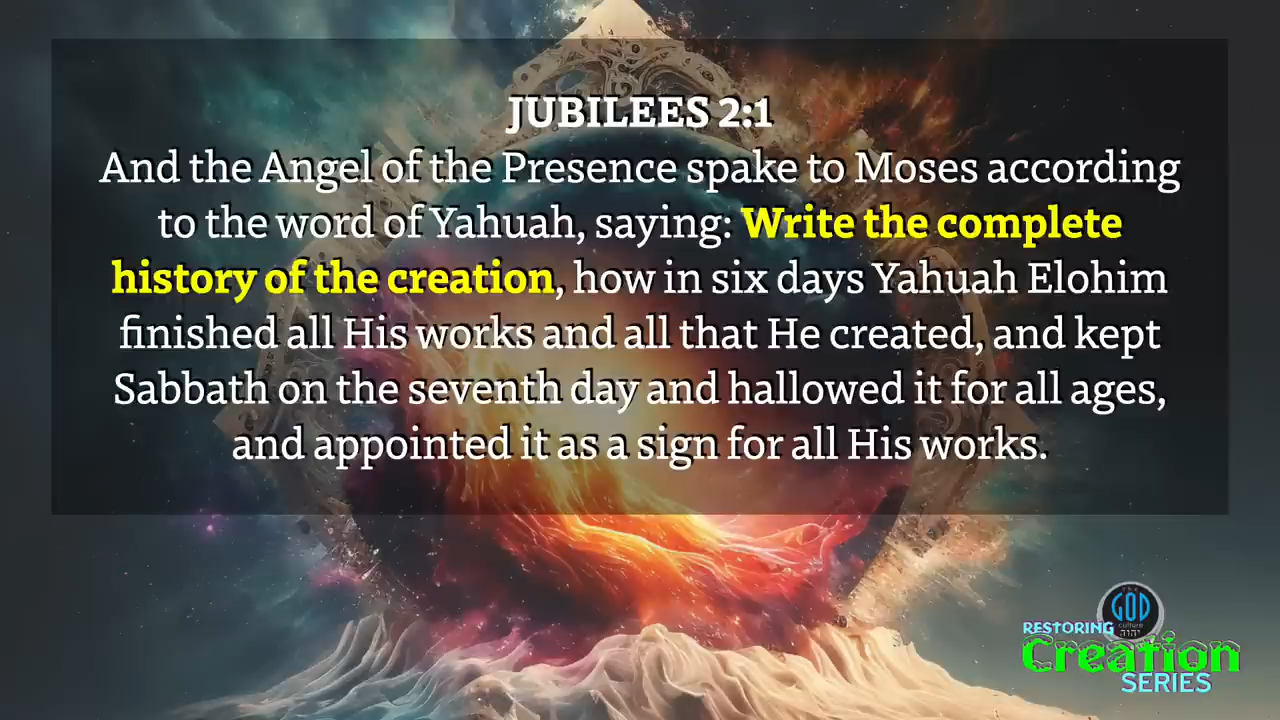 JUBILEES 2:1
And the Angel of the Presence spake to Moses according
to the word of Yahuah, saying: Write the complete
history of the creation, how in six days Yahuah Elohim
finished all His works and all that He created, and kept
Sabbath on the seventh day and hallowed it for all ages,
and appointed it as a sign for all His works.
THE
GOD
culture
יהוה
RESTORING
Creation
SERIES